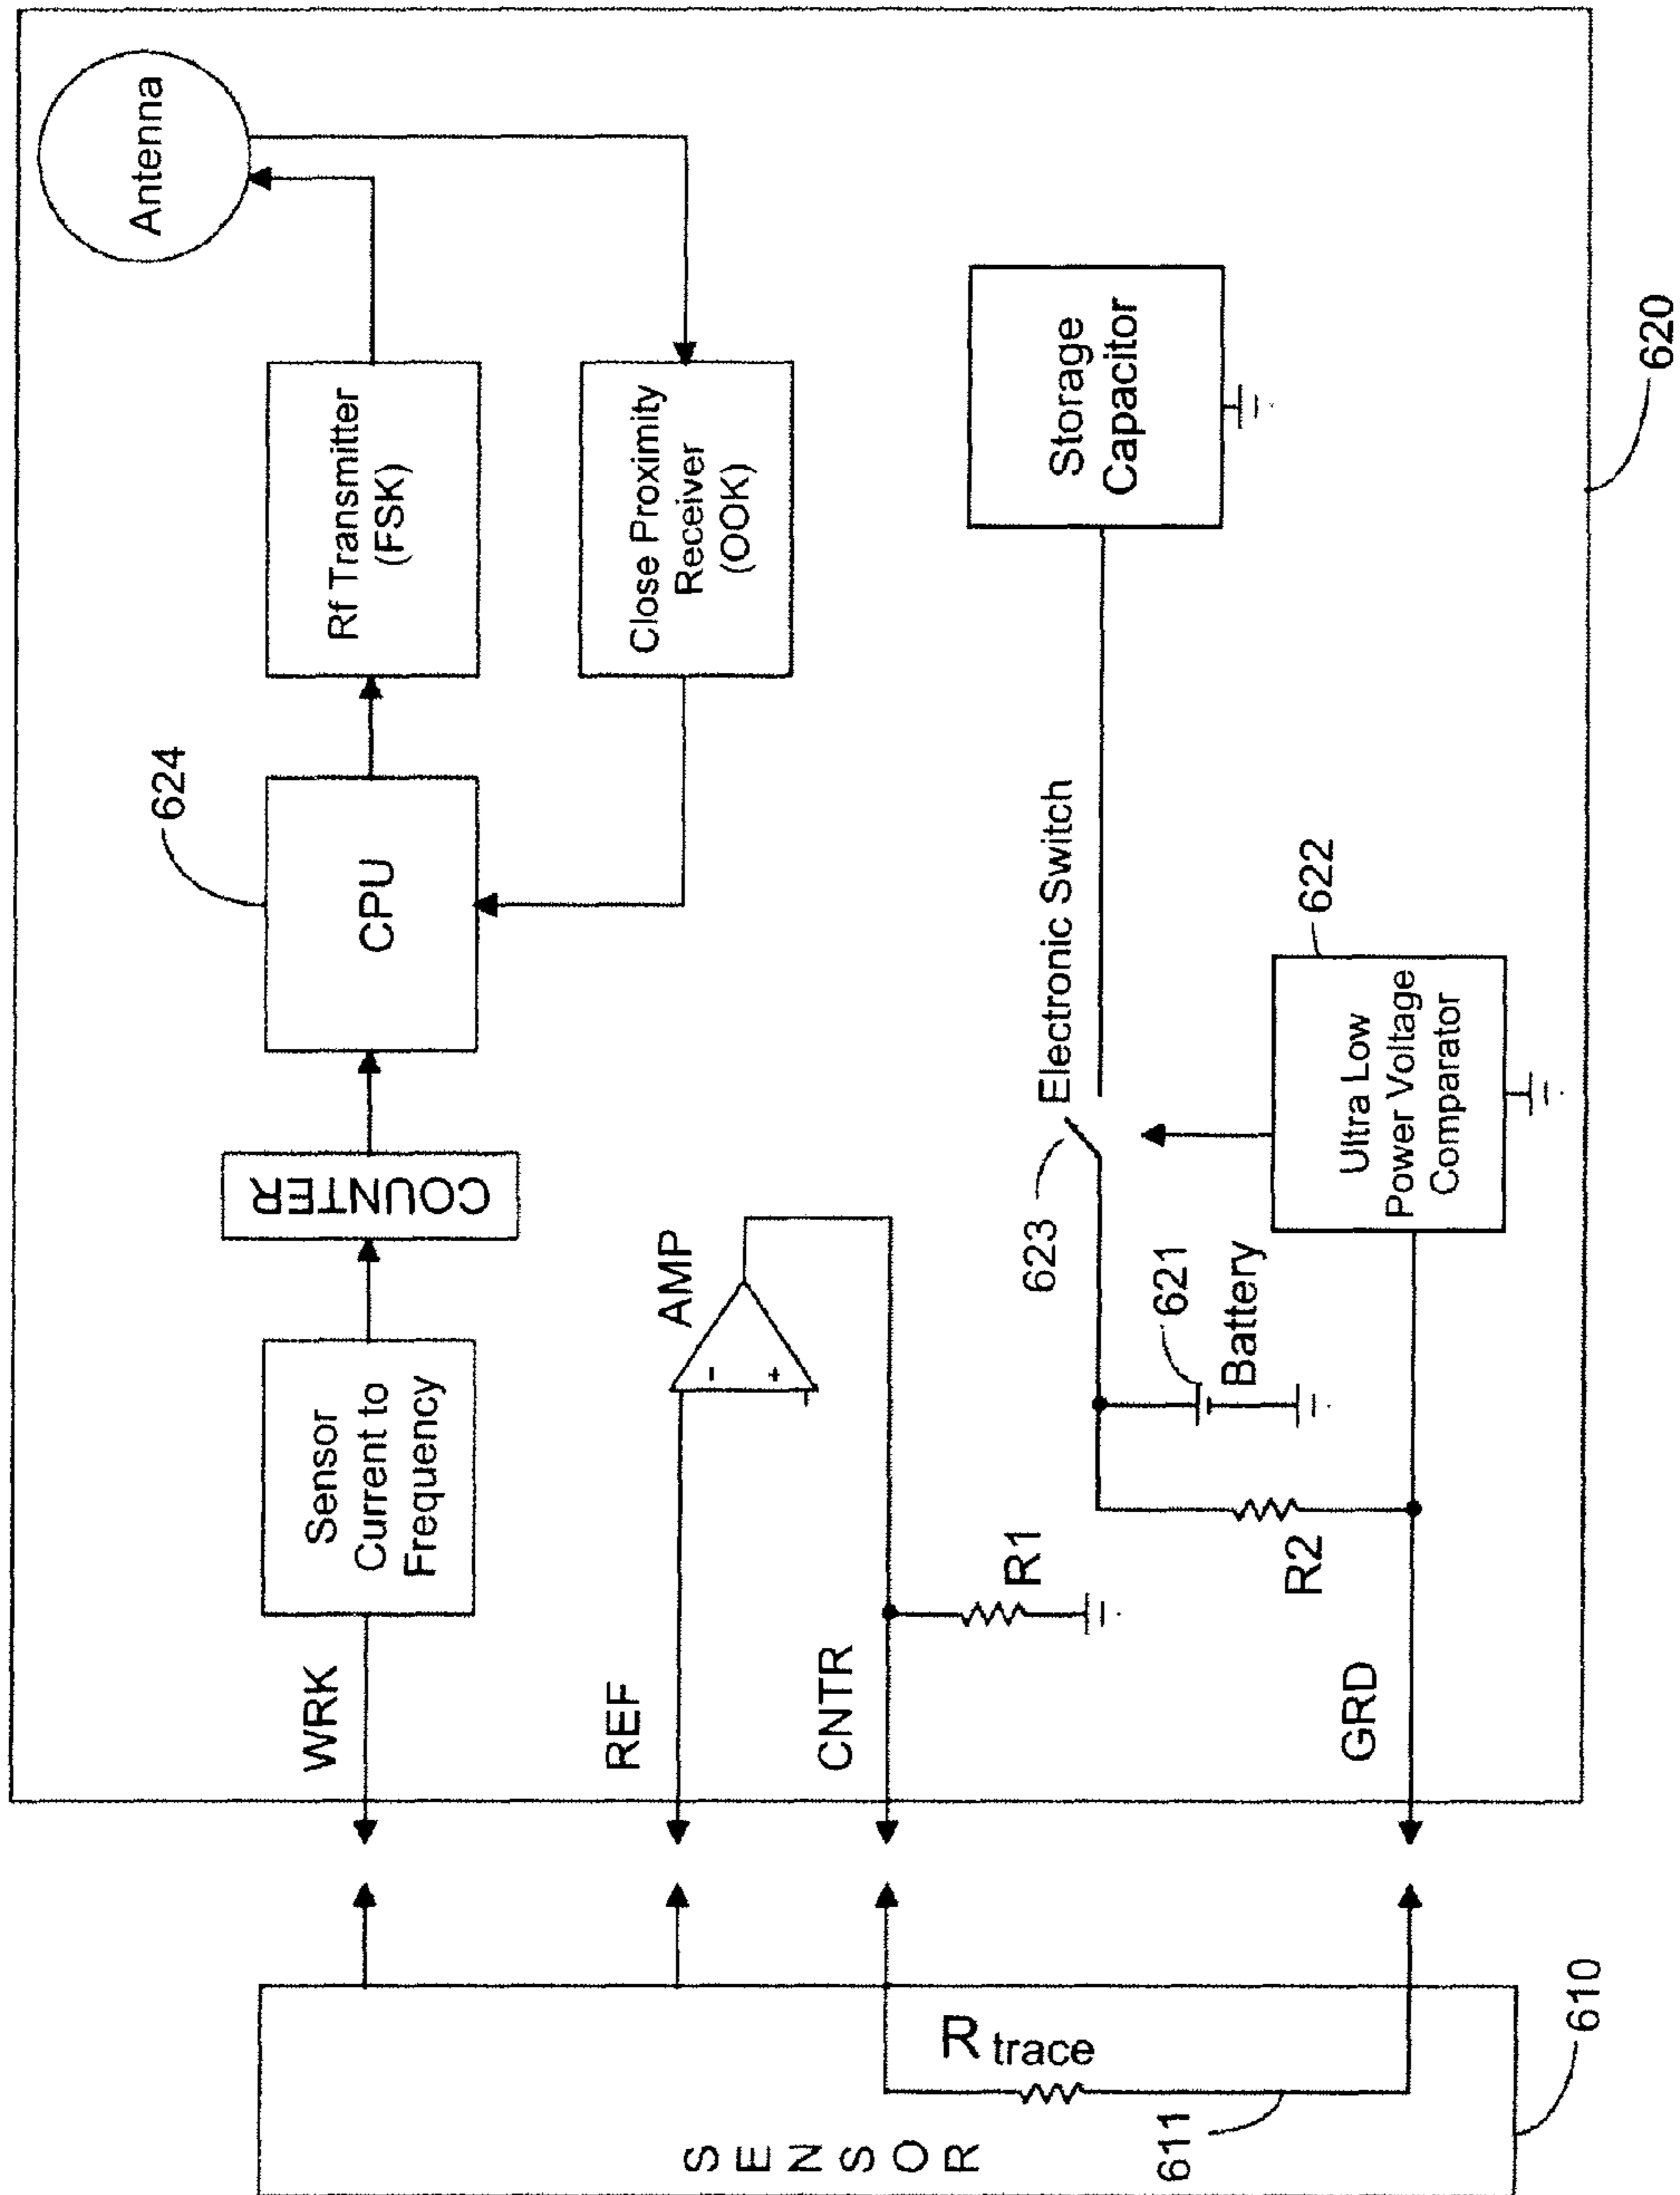 Antenna
Rf Transmitter
(FSK)
Close Proximity
Receiver
(OOK)
624
CPU
COUNTER
Sensor
Current to
Frequency
WRK
REF
AMP
-
+
CNTR
R1
Storage
Capacitor
Electronic Switch
623
621
Battery
R2
622
Ultra Low
Power Voltage
Comparator
GRD
620
SENSOR
R trace
611
610